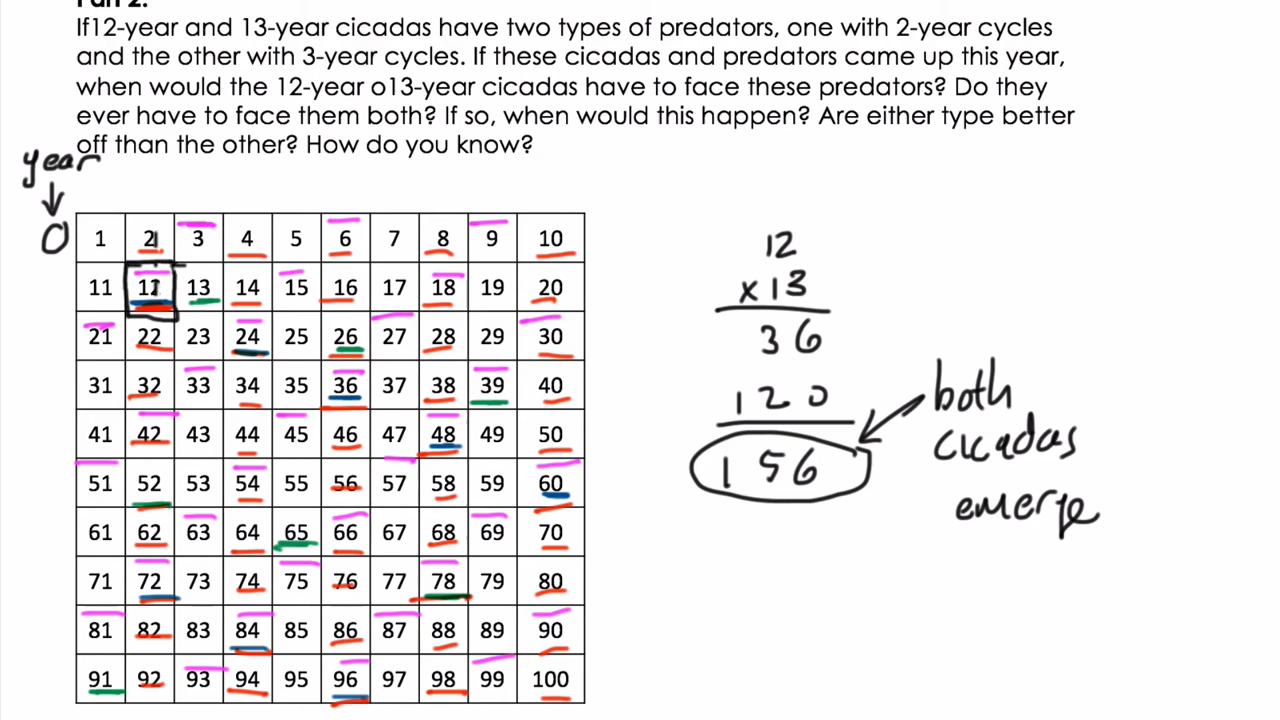 Part 2:
If12-year and 13-year cicadas have two types of predators, one with 2-year cycles
and the other with 3-year cycles. If these cicadas and predators came up this year,
when would the 12-year o13-year cicadas have to face these predators? Do they
ever have to face them both? If so, when would this happen? Are either type better
off than the other? How do you know?
year
0
1 2 3 4 5 6 7 8 9 10
11 12 13 14 15 16 17 18 19 20
21 22 23 24 25 26 27 28 29 30
31 32 33 34 35 36 37 38 39 40
41 42 43 44 45 46 47 48 49 50
51 52 53 54 55 56 57 58 59 60
61 62 63 64 65 66 67 68 69 70
71 72 73 74 75 76 77 78 79 80
81 82 83 84 85 86 87 88 89 90
91 92 93 94 95 96 97 98 99 100
12
x13
36
120
156
both
cicadas
emerge